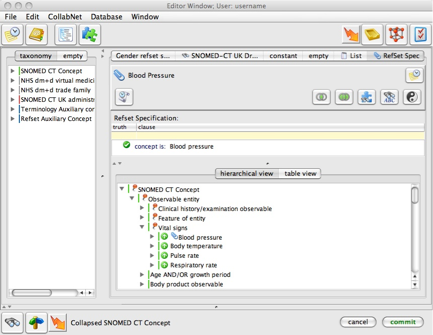 Editor Window; User: username
File Edit CollabNet Database Window
taxonomy empty
SNOMED CT Concept
NHS dm+d virtual medici
NHS dm+d trade family
SNOMED CT UK administr
Terminology Auxiliary con
Refset Auxiliary Concept
Gender refset s... SNOMED-CT UK Dr... constant empty List RefSet Spec
Blood Pressure
Refset Specification:
truth clause
concept is: Blood pressure
hierarchical view table view
SNOMED CT Concept
Observable entity
Clinical history/examination observable
Feature of entity
Vital signs
Blood pressure
Body temperature
Pulse rate
Respiratory rate
Age AND/OR growth period
Body product observable
Collapsed SNOMED CT Concept cancel commit